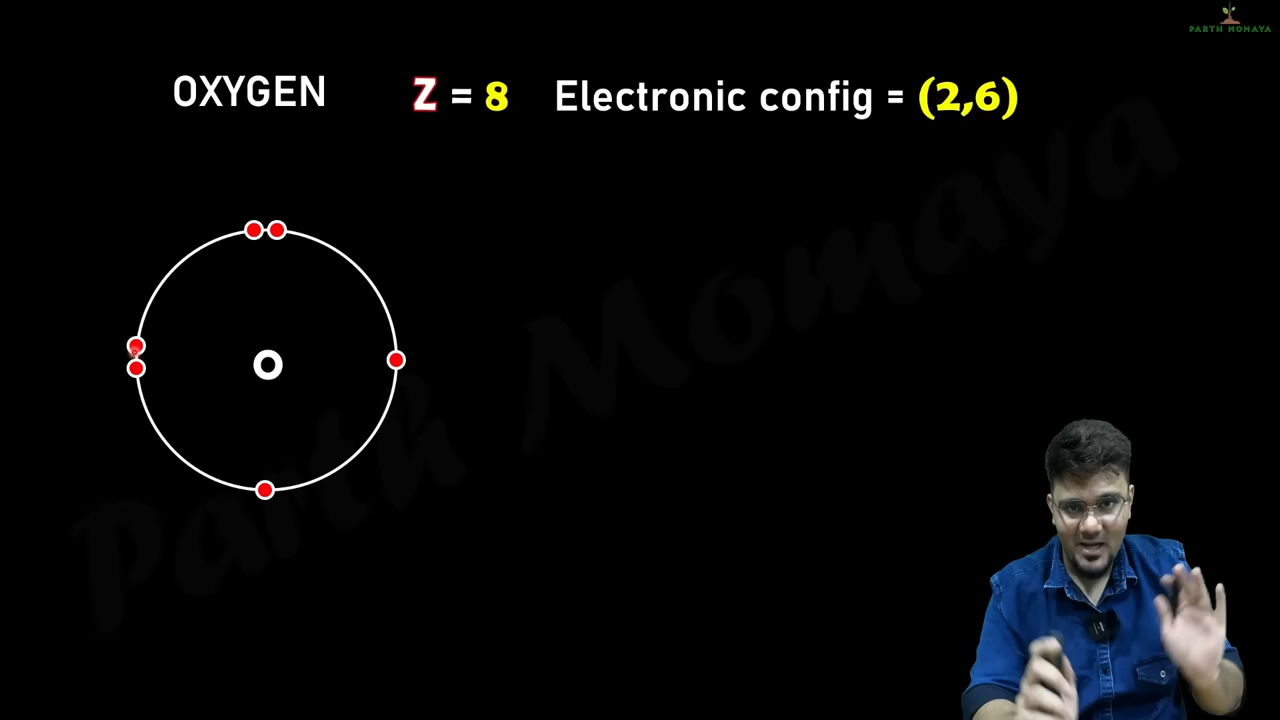 PARTH MOMAYA
OXYGEN Z = 8 Electronic config = (2,6)
O
Parth Momaya